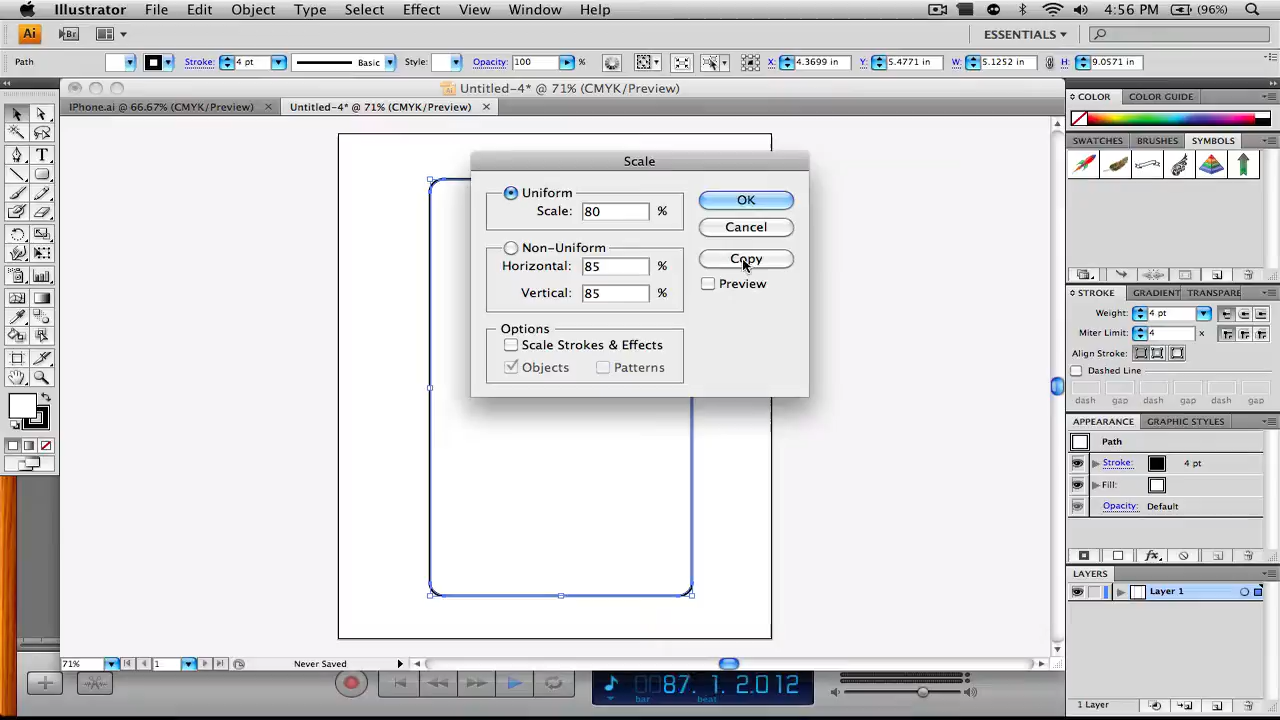 Illustrator File Edit Object Type Select Effect View Window Help 4:56 PM (96%)
Ai Br ESSENTIALS
Path Stroke: 4 pt Basic Style: Opacity: 100 % X: 4.3699 in Y: 5.4771 in W: 5.1252 in H: 9.0571 in
Untitled-4* @ 71% (CMYK/Preview)
IPhone.ai @ 66.67% (CMYK/Preview) Untitled-4* @ 71% (CMYK/Preview)
COLOR COLOR GUIDE
SWATCHES BRUSHES SYMBOLS
Scale
Uniform
Scale: 80 %
Non-Uniform
Horizontal: 85 %
Vertical: 85 %
Options
Scale Strokes & Effects
Objects Patterns
OK
Cancel
Copy
Preview
STROKE GRADIENT TRANSPARE
Weight: 4 pt
Miter Limit: 4 x
Align Stroke:
Dashed Line
dash gap dash gap dash gap
APPEARANCE GRAPHIC STYLES
Path
Stroke: 4 pt
Fill:
Opacity: Default
fx
LAYERS
Layer 1
1 Layer
71% 1 Never Saved
0087. 1. 2.012
bar beat